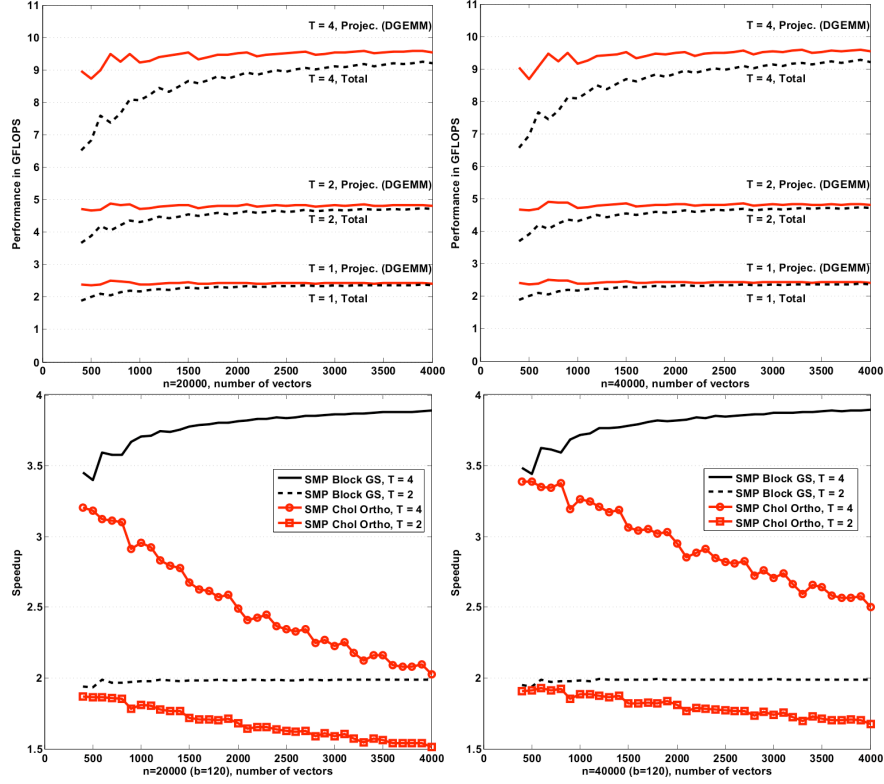 11
10
9
8
7
6
5
4
3
2
1
0
Performance in GFLOPS
T = 4, Projec. (DGEMM)
T = 4, Total
T = 2, Projec. (DGEMM)
T = 2, Total
T = 1, Projec. (DGEMM)
T = 1, Total
0 500 1000 1500 2000 2500 3000 3500 4000
n=20000, number of vectors
11
10
9
8
7
6
5
4
3
2
1
0
Performance in GFLOPS
T = 4, Projec. (DGEMM)
T = 4, Total
T = 2, Projec. (DGEMM)
T = 2, Total
T = 1, Projec. (DGEMM)
T = 1, Total
0 500 1000 1500 2000 2500 3000 3500 4000
n=40000, number of vectors
4
3.5
3
2.5
2
1.5
Speedup
SMP Block GS, T = 4
SMP Block GS, T = 2
SMP Chol Ortho, T = 4
SMP Chol Ortho, T = 2
0 500 1000 1500 2000 2500 3000 3500 4000
n=20000 (b=120), number of vectors
4
3.5
3
2.5
2
1.5
Speedup
SMP Block GS, T = 4
SMP Block GS, T = 2
SMP Chol Ortho, T = 4
SMP Chol Ortho, T = 2
0 500 1000 1500 2000 2500 3000 3500 4000
n=40000 (b=120), number of vectors